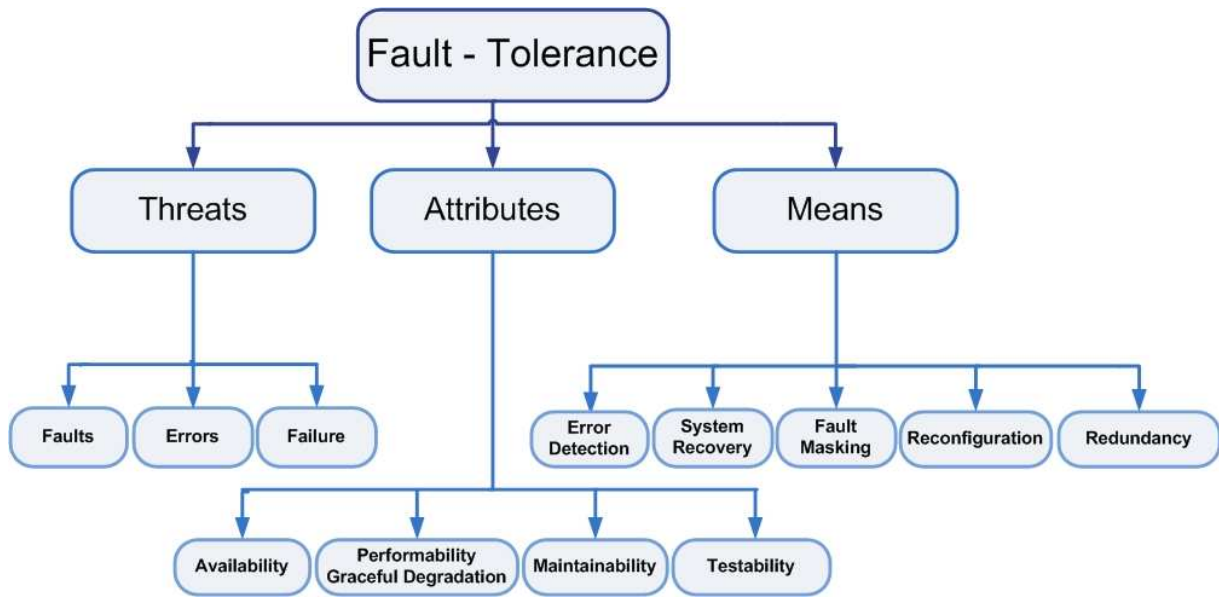 Fault - Tolerance
Threats
Attributes
Means
Faults
Errors
Failure
Error
Detection
System
Recovery
Fault
Masking
Reconfiguration
Redundancy
Availability
Performability
Graceful Degradation
Maintainability
Testability